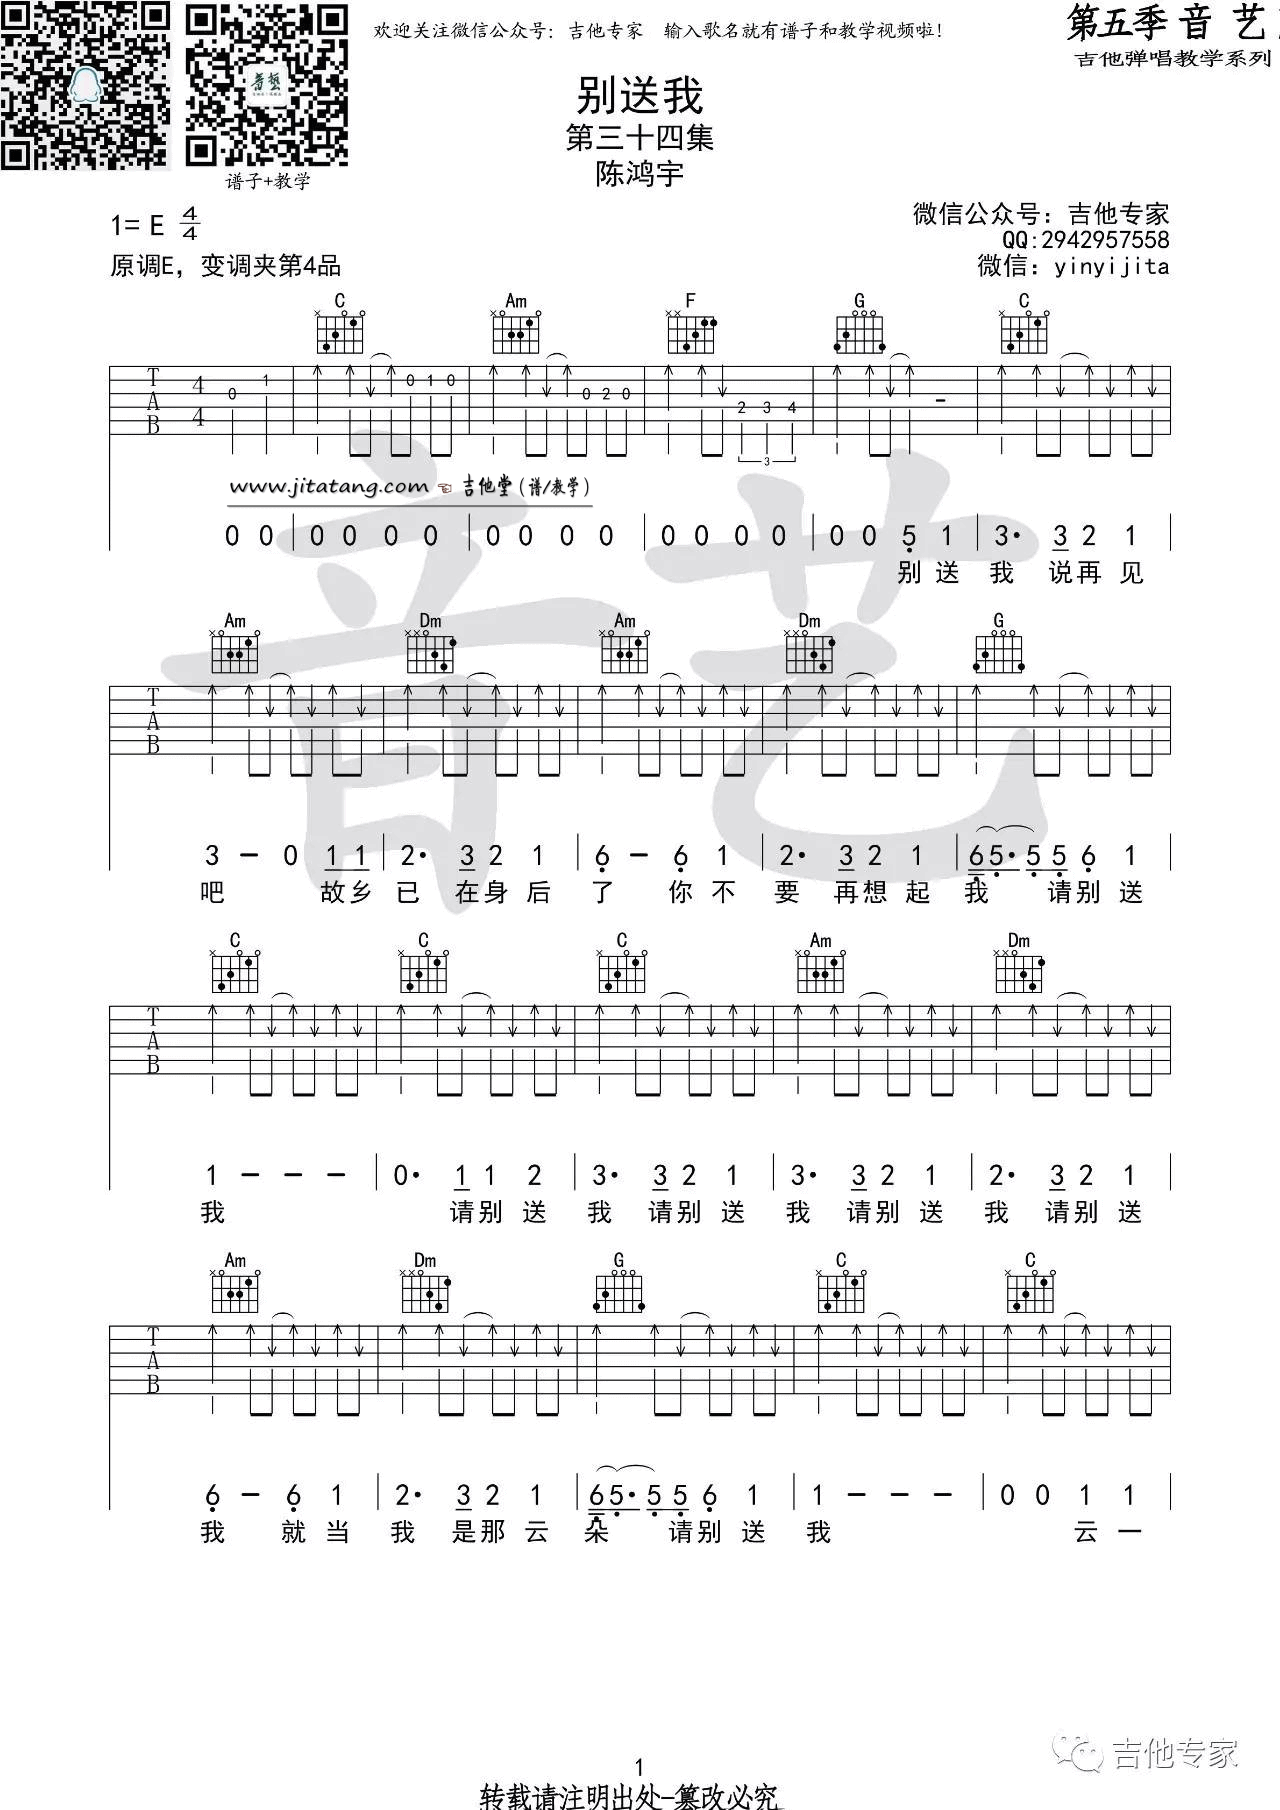 欢迎关注微信公众号：吉他专家 输入歌名就有谱子和教学视频啦！
第五季音艺
吉他弹唱教学系列
谱子+教学
别送我
第三十四集
陈鸿宇
1= E 4/4
原调E，变调夹第4品
微信公众号：吉他专家
QQ:2942957558
微信：yinyijita
C Am F G C
T A B 4/4 0 1 0 1 0 0 2 0 2 3 4 3
www.jitatang.com ☜ 吉他堂（谱/教学）
0 0 | 0 0 0 0 | 0 0 0 0 | 0 0 0 0 | 0 0 5 1 | 3· 3 2 1 |
别 送 我 说 再 见
Am Dm Am Dm G
T A B
3 — 0 1 1 | 2· 3 2 1 | 6 — 6 1 | 2· 3 2 1 | 6 5· 5 5 6 1 |
吧 故 乡 已 在 身 后 了 你 不 要 再 想 起 我 请 别 送
C C C Am Dm
T A B
1 — — — | 0· 1 1 2 | 3· 3 2 1 | 3· 3 2 1 | 2· 3 2 1 |
我 请 别 送 我 请 别 送 我 请 别 送 我 请 别 送
Am Dm G C C
T A B
6 — 6 1 | 2· 3 2 1 | 6 5· 5 5 6 1 | 1 — — — | 0 0 1 1 |
我 就 当 我 是 那 云 朵 请 别 送 我 云 一
吉他专家
1
转载请注明出处-篡改必究
音艺